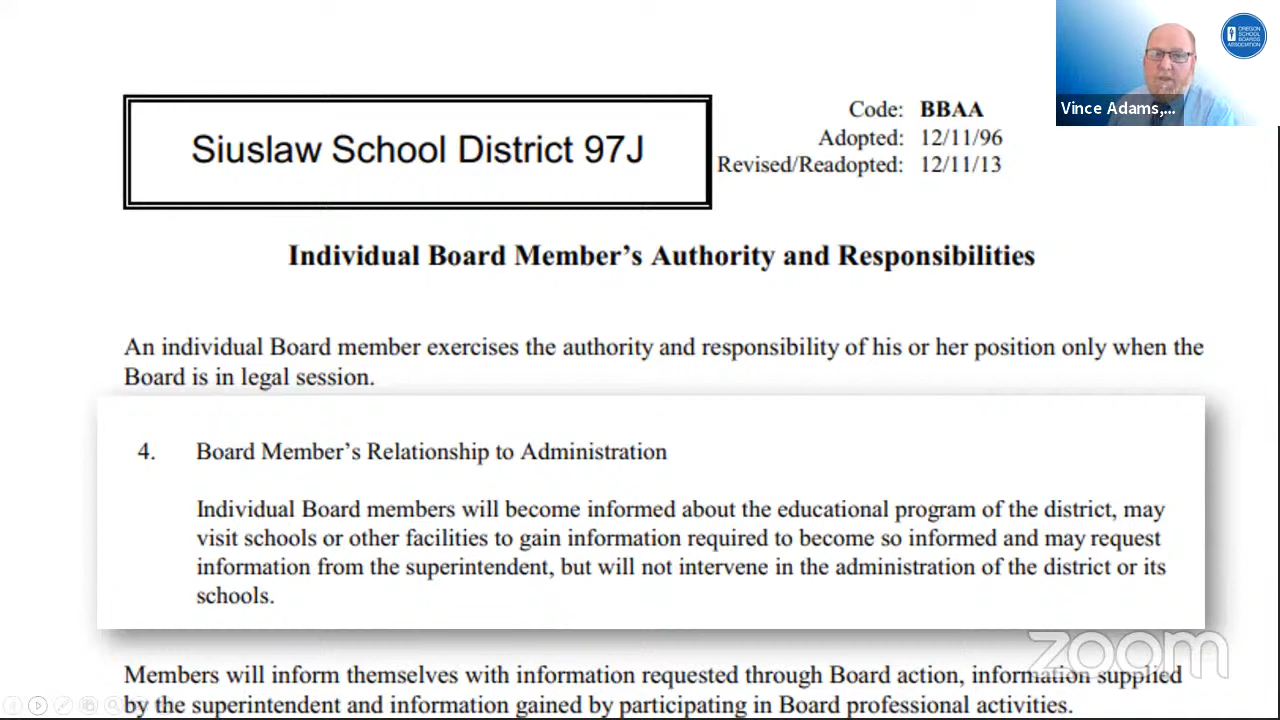 OREGON
SCHOOL
BOARDS
ASSOCIATION
Vince Adams,...
Siuslaw School District 97J
Code: BBAA
Adopted: 12/11/96
Revised/Readopted: 12/11/13
Individual Board Member’s Authority and Responsibilities
An individual Board member exercises the authority and responsibility of his or her position only when the
Board is in legal session.
4. Board Member’s Relationship to Administration
Individual Board members will become informed about the educational program of the district, may
visit schools or other facilities to gain information required to become so informed and may request
information from the superintendent, but will not intervene in the administration of the district or its
schools.
zoom
Members will inform themselves with information requested through Board action, information supplied
by the superintendent and information gained by participating in Board professional activities.